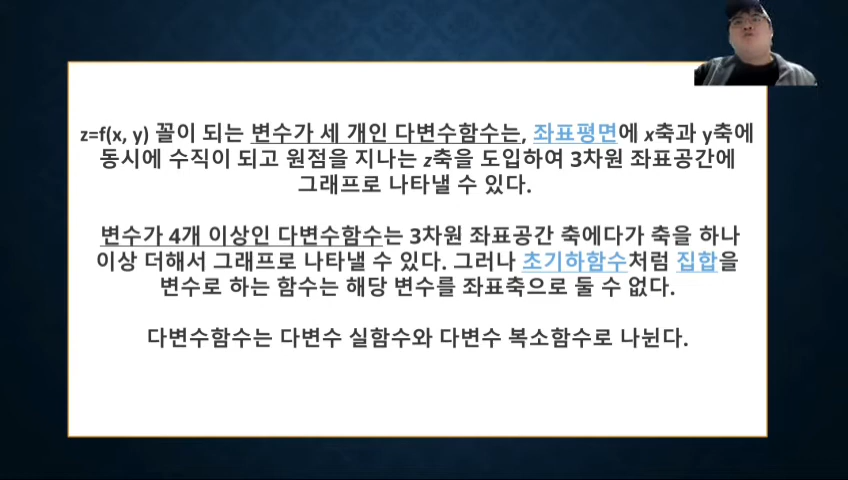 z=f(x, y) 꼴이 되는 변수가 세 개인 다변수함수는, 좌표평면에 x축과 y축에
동시에 수직이 되고 원점을 지나는 z축을 도입하여 3차원 좌표공간에
그래프로 나타낼 수 있다.
변수가 4개 이상인 다변수함수는 3차원 좌표공간 축에다가 축을 하나
이상 더해서 그래프로 나타낼 수 있다. 그러나 초기하함수처럼 집합을
변수로 하는 함수는 해당 변수를 좌표축으로 둘 수 없다.
다변수함수는 다변수 실함수와 다변수 복소함수로 나뉜다.